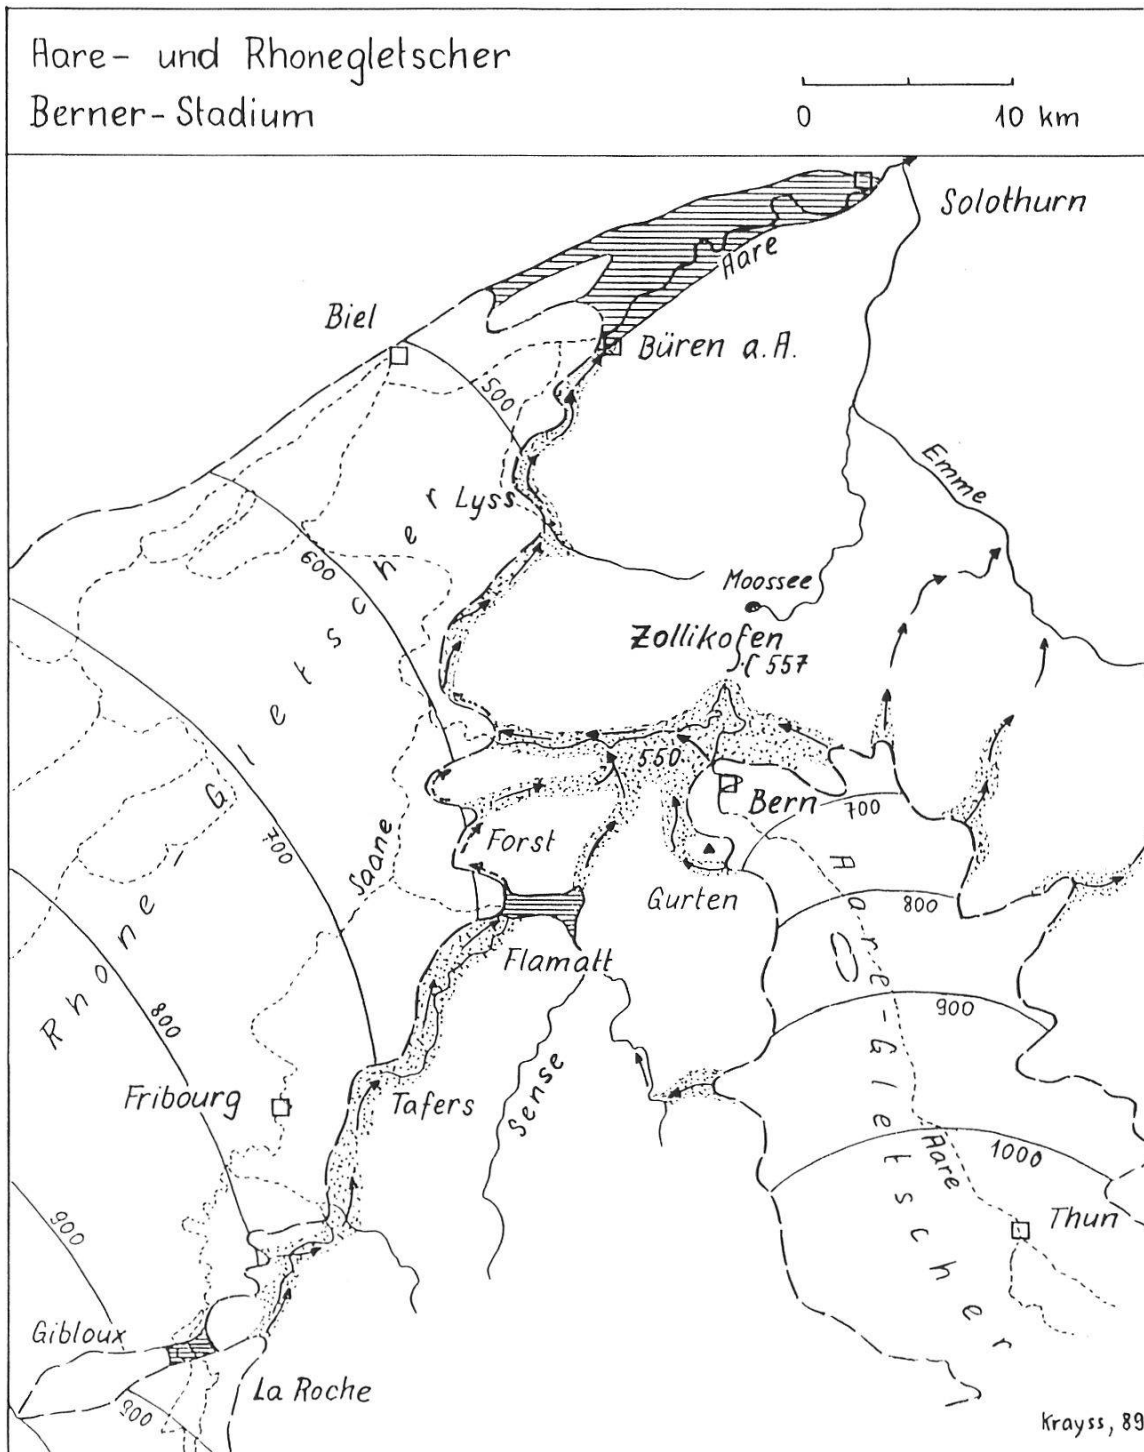 Aare- und Rhonegletscher
Berner-Stadium
0 10 km
Solothurn
Aare
Biel
Büren a.A.
500
Emme
Lyss
600
Moossee
Zollikofen
557
Rhone-Gletscher
550
Bern
700
Forst
Saane
700
Gurten
800
Aare-Gletscher
Flamatt
900
800
Sense
Fribourg
Tafers
1000
Aare
Thun
900
Gibloux
La Roche
900
Krayss, 89